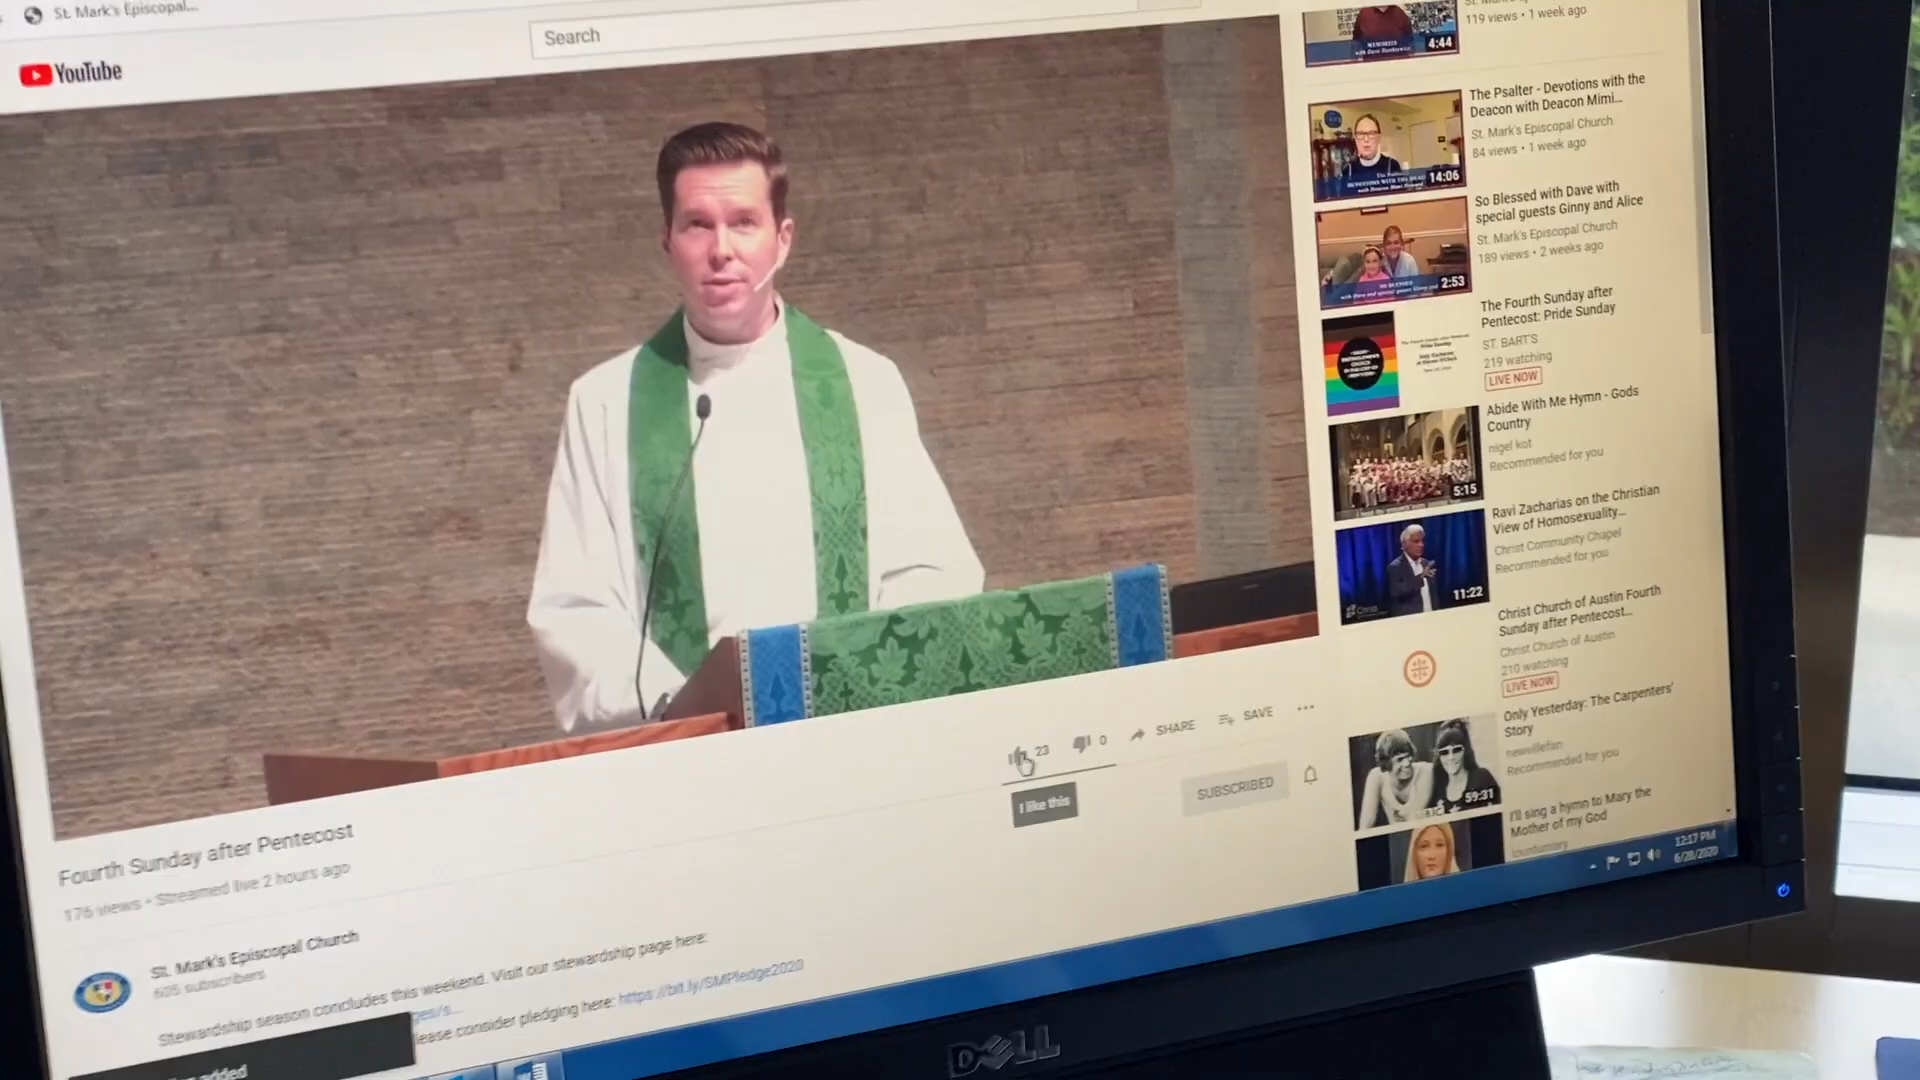 St. Mark's Episcopal...
YouTube
Search
4:44
119 views • 1 week ago
The Psalter - Devotions with the
Deacon with Deacon Mimi...
St. Mark's Episcopal Church
84 views • 1 week ago
14:06
So Blessed with Dave with
special guests Ginny and Alice
St. Mark's Episcopal Church
189 views • 2 weeks ago
2:53
The Fourth Sunday after
Pentecost: Pride Sunday
ST. BART'S
219 watching
LIVE NOW
Abide With Me Hymn - Gods
Country
nigel kot
Recommended for you
5:15
Ravi Zacharias on the Christian
View of Homosexuality...
Christ Community Chapel
Recommended for you
11:22
Christ Church of Austin Fourth
Sunday after Pentecost...
Christ Church of Austin
210 watching
LIVE NOW
Only Yesterday: The Carpenters'
Story
newvillefan
Recommended for you
59:31
I'll sing a hymn to Mary the
Mother of my God
23
0
SHARE
SAVE
I like this
SUBSCRIBED
Fourth Sunday after Pentecost
176 views • Streamed live 2 hours ago
St. Mark's Episcopal Church
605 subscribers
Stewardship season concludes this weekend. Visit our stewardship page here:
ges/s...
lease consider pledging here: https://bit.ly/SMPledge2020
added
12:17 PM
6/28/2020
DELL